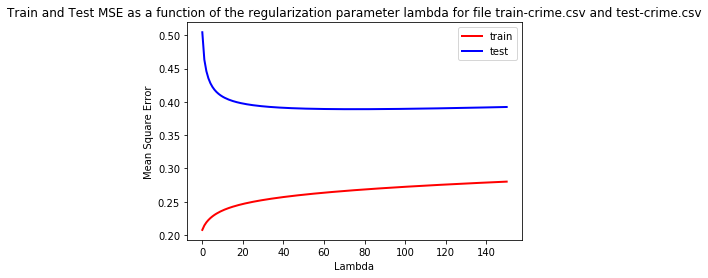 Train and Test MSE as a function of the regularization parameter lambda for file train-crime.csv and test-crime.csv
train
test
Mean Square Error
0.50
0.45
0.40
0.35
0.30
0.25
0.20
0 20 40 60 80 100 120 140
Lambda